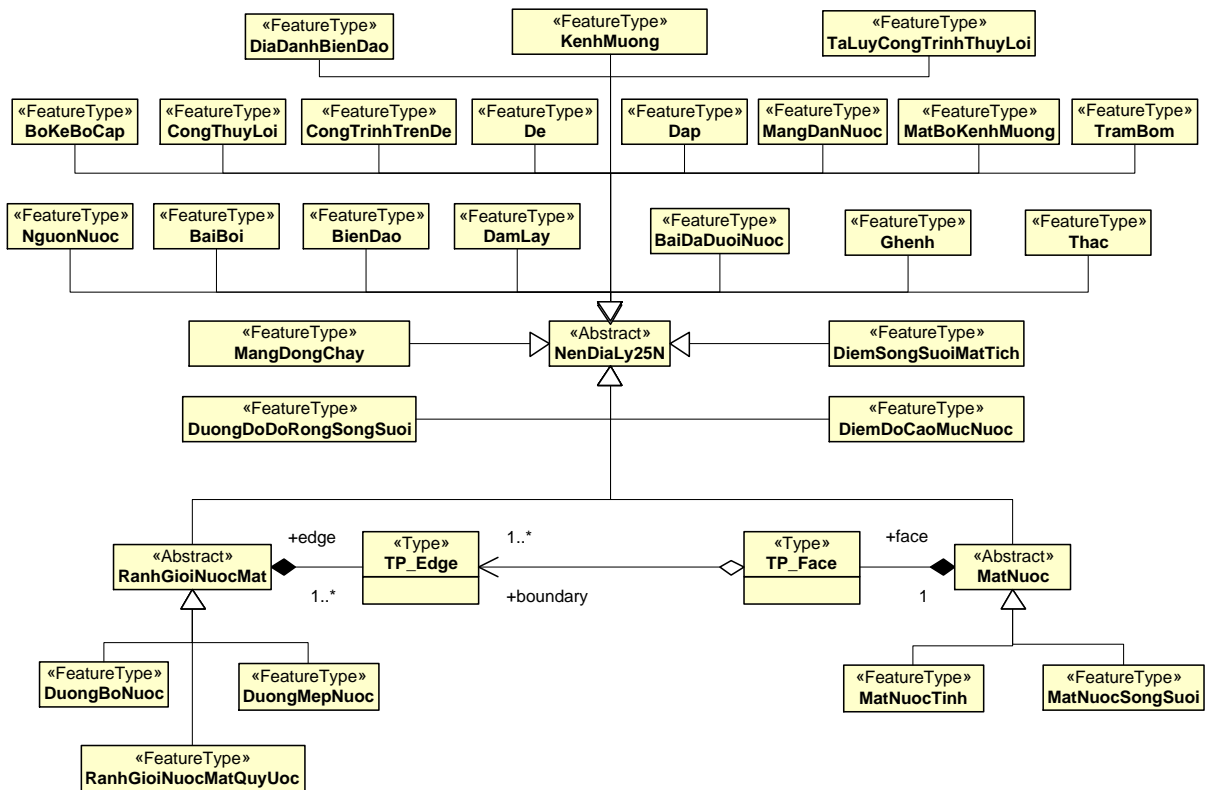 «FeatureType»
DiaDanhBienDao
«FeatureType»
KenhMuong
«FeatureType»
TaLuyCongTrinhThuyLoi
«FeatureType»
BoKeBoCap
«FeatureType»
CongThuyLoi
«FeatureType»
CongTrinhTrenDe
«FeatureType»
De
«FeatureType»
Dap
«FeatureType»
MangDanNuoc
«FeatureType»
MatBoKenhMuong
«FeatureType»
TramBom
«FeatureType»
NguonNuoc
«FeatureType»
BaiBoi
«FeatureType»
BienDao
«FeatureType»
DamLay
«FeatureType»
BaiDaDuoiNuoc
«FeatureType»
Ghenh
«FeatureType»
Thac
«FeatureType»
MangDongChay
«Abstract»
NenDiaLy25N
«FeatureType»
DiemSongSuoiMatTich
«FeatureType»
DuongDoDoRongSongSuoi
«FeatureType»
DiemDoCaoMucNuoc
«Abstract»
RanhGioiNuocMat
+edge
1..*
«Type»
TP_Edge
1..*
+boundary
«Type»
TP_Face
+face
1
«Abstract»
MatNuoc
«FeatureType»
DuongBoNuoc
«FeatureType»
DuongMepNuoc
«FeatureType»
MatNuocTinh
«FeatureType»
MatNuocSongSuoi
«FeatureType»
RanhGioiNuocMatQuyUoc